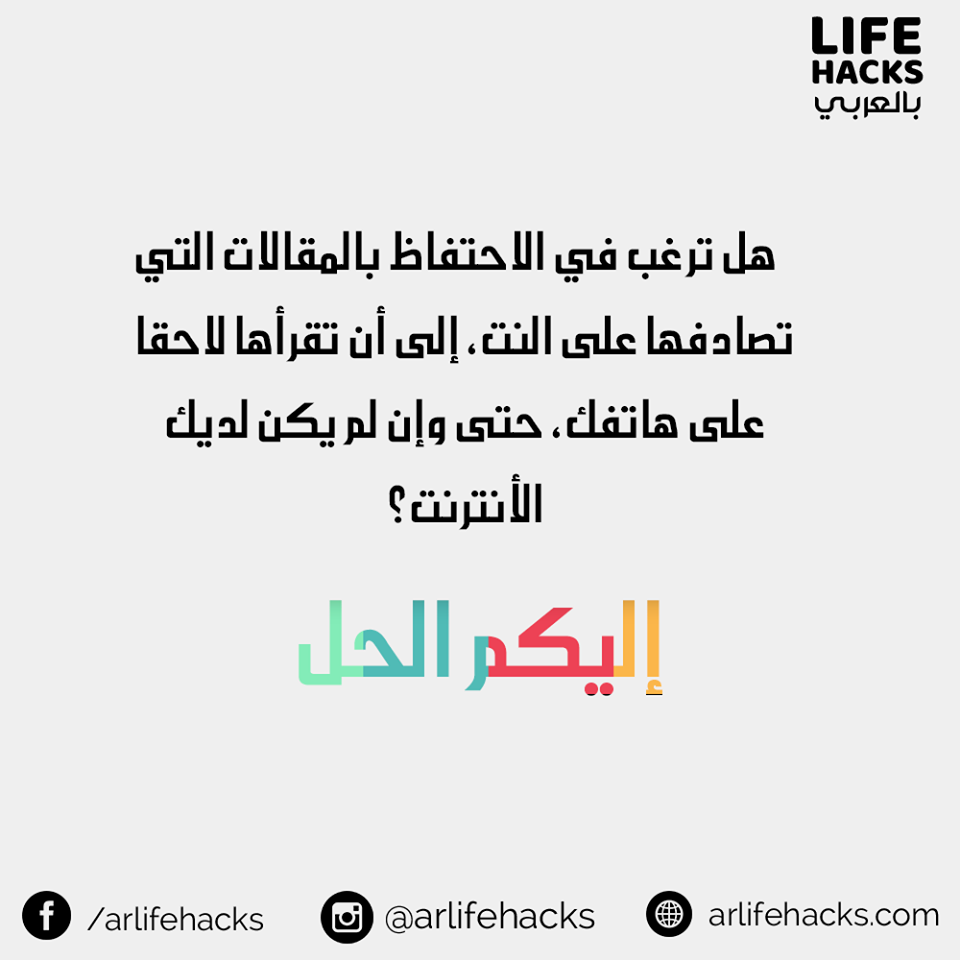 LIFE
HACKS
بالعربي
هل ترغب في الاحتفاظ بالمقالات التي
تصادفها على النت، إلى أن تقرأها لاحقا
على هاتفك، حتى وإن لم يكن لديك
الأنترنت؟
إليكم الحل
/arlifehacks
@arlifehacks
arlifehacks.com